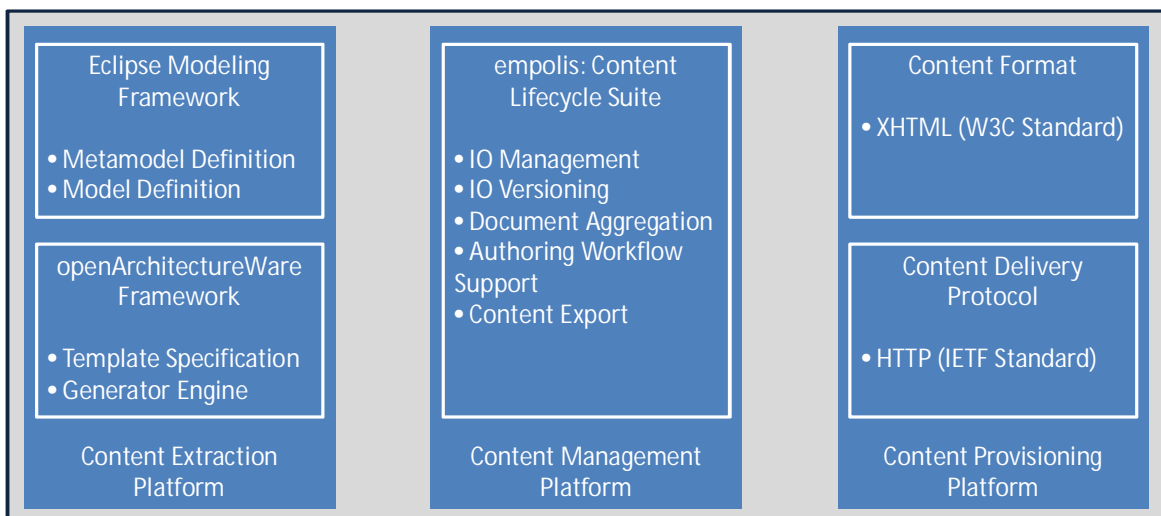 Eclipse Modeling
Framework
• Metamodel Definition
• Model Definition
openArchitectureWare
Framework
• Template Specification
• Generator Engine
Content Extraction
Platform
empolis: Content
Lifecycle Suite
• IO Management
• IO Versioning
• Document Aggregation
• Authoring Workflow
Support
• Content Export
Content Management
Platform
Content Format
• XHTML (W3C Standard)
Content Delivery
Protocol
• HTTP (IETF Standard)
Content Provisioning
Platform